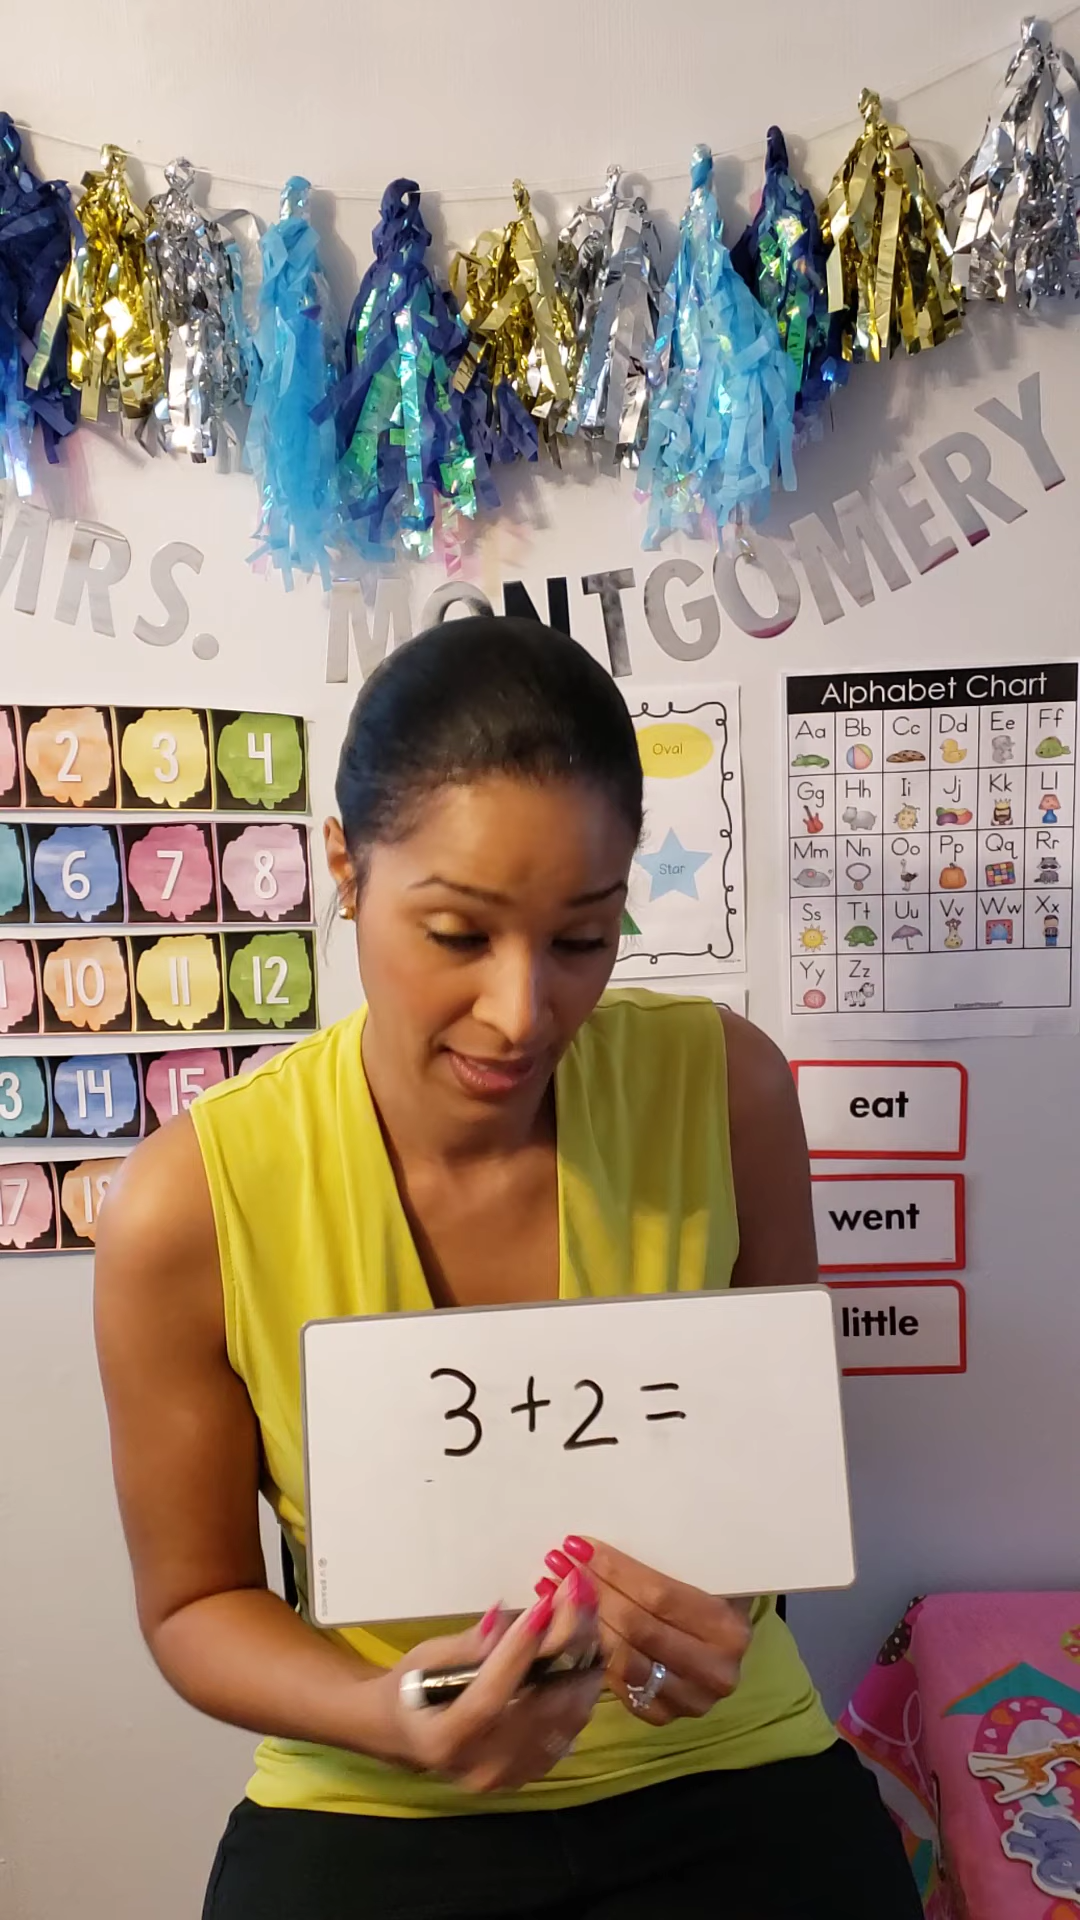 MRS. MONTGOMERY
2 3 4
6 7 8
10 11 12
14 15
Oval
Star
Alphabet Chart
Aa Bb Cc Dd Ee Ff
Gg Hh Ii Jj Kk Ll
Mm Nn Oo Pp Qq Rr
Ss Tt Uu Vv Ww Xx
Yy Zz
eat
went
little
3 + 2 =